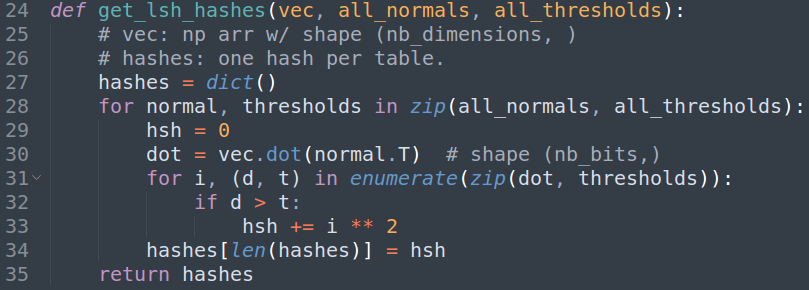 24 def get_lsh_hashes(vec, all_normals, all_thresholds):
25     # vec: np arr w/ shape (nb_dimensions, )
26     # hashes: one hash per table.
27     hashes = dict()
28     for normal, thresholds in zip(all_normals, all_thresholds):
29         hsh = 0
30         dot = vec.dot(normal.T)  # shape (nb_bits,)
31         for i, (d, t) in enumerate(zip(dot, thresholds)):
32             if d > t:
33                 hsh += i ** 2
34         hashes[len(hashes)] = hsh
35     return hashes